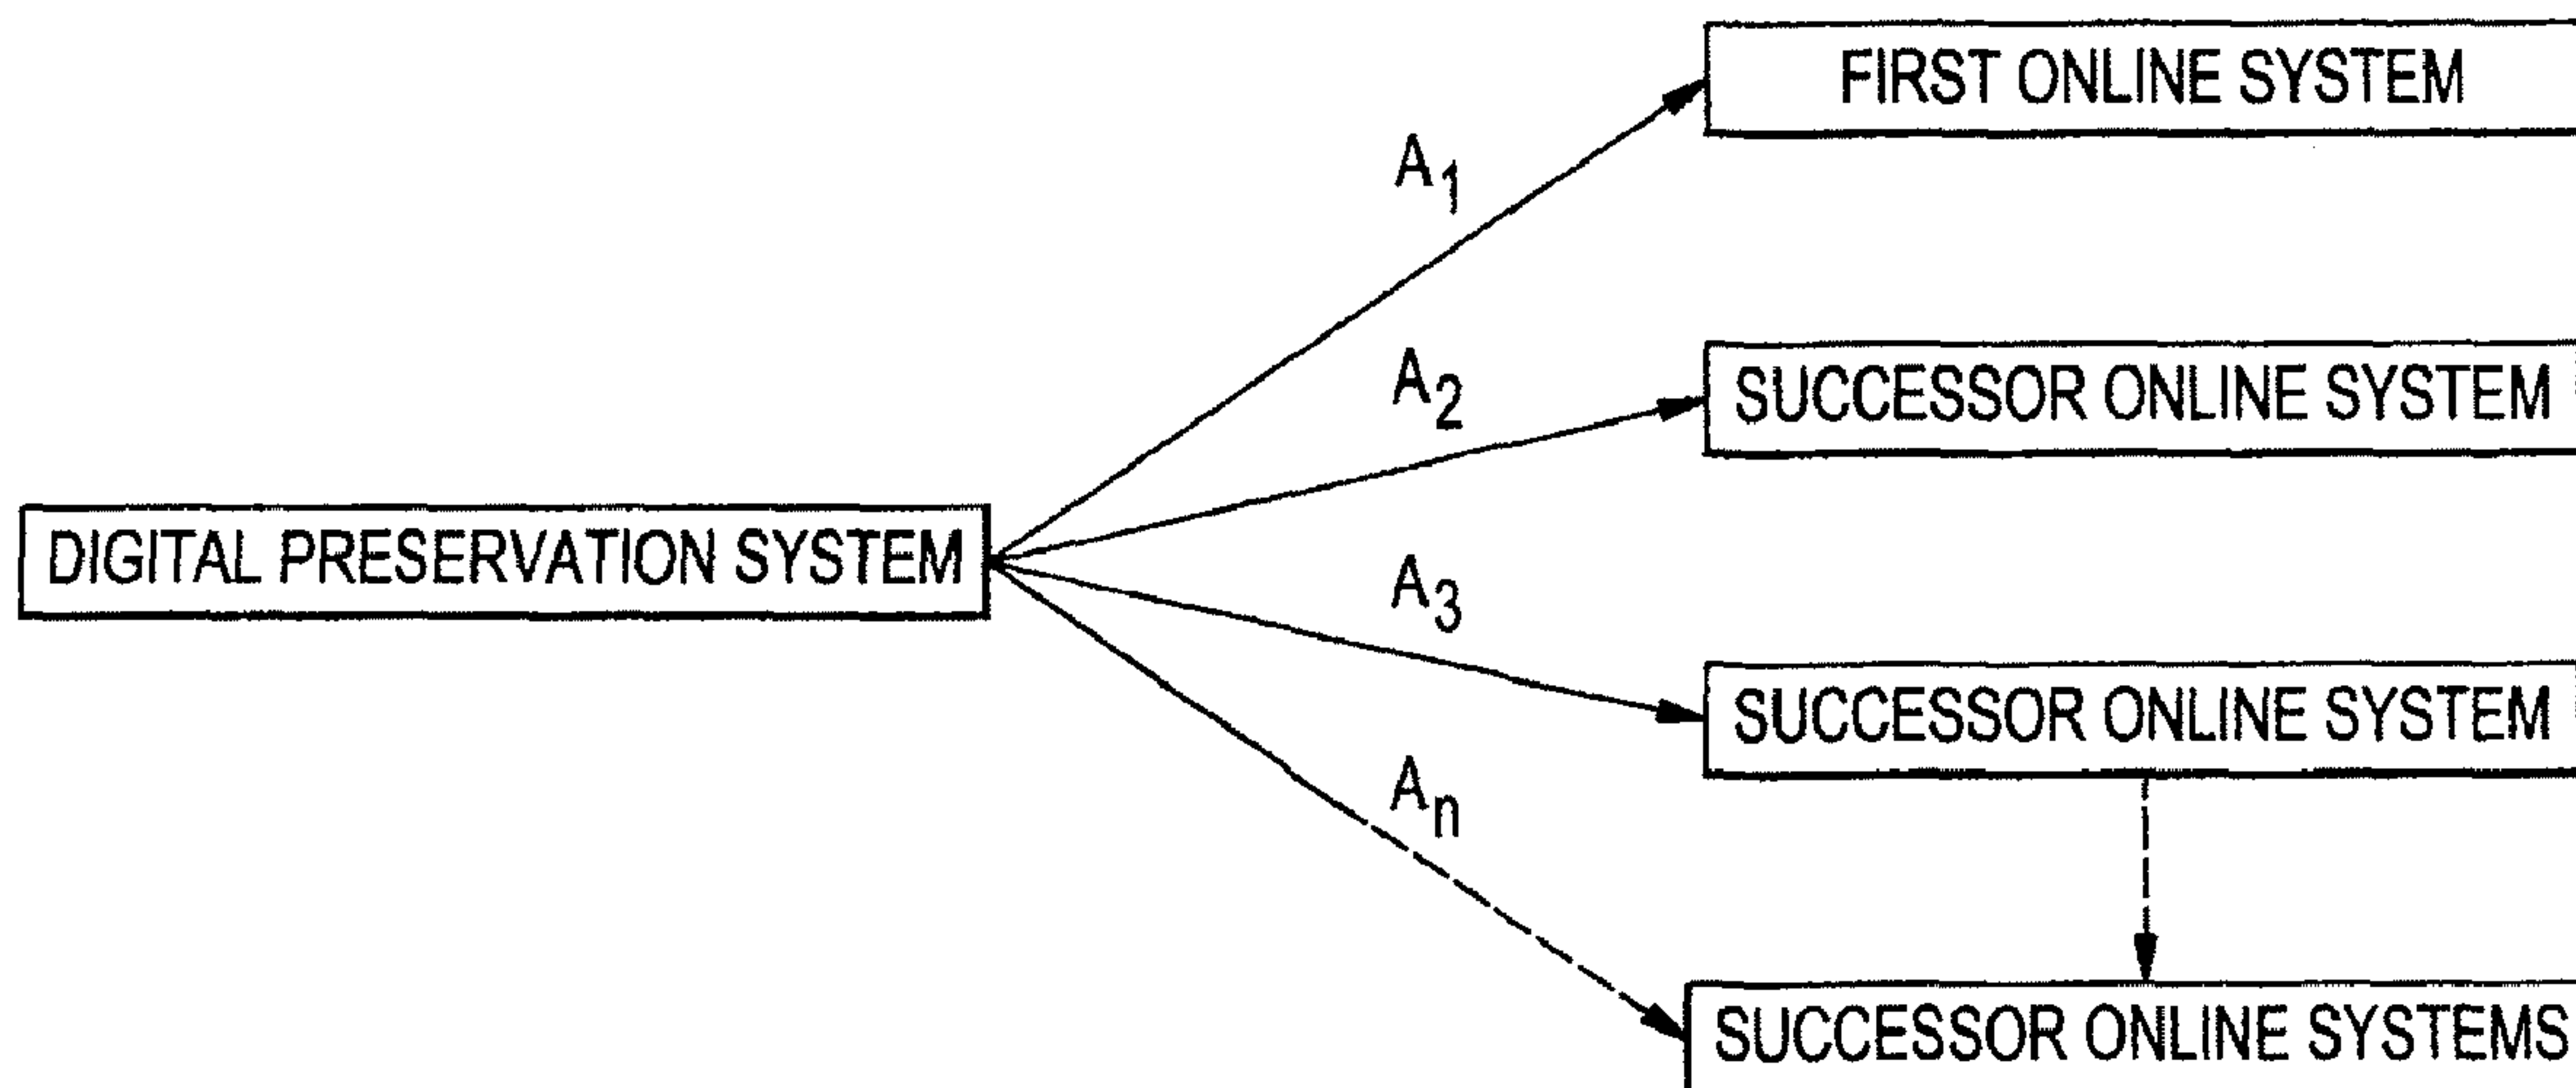 FIRST ONLINE SYSTEM
A1
A2
SUCCESSOR ONLINE SYSTEM
DIGITAL PRESERVATION SYSTEM
A3
SUCCESSOR ONLINE SYSTEM
An
SUCCESSOR ONLINE SYSTEMS